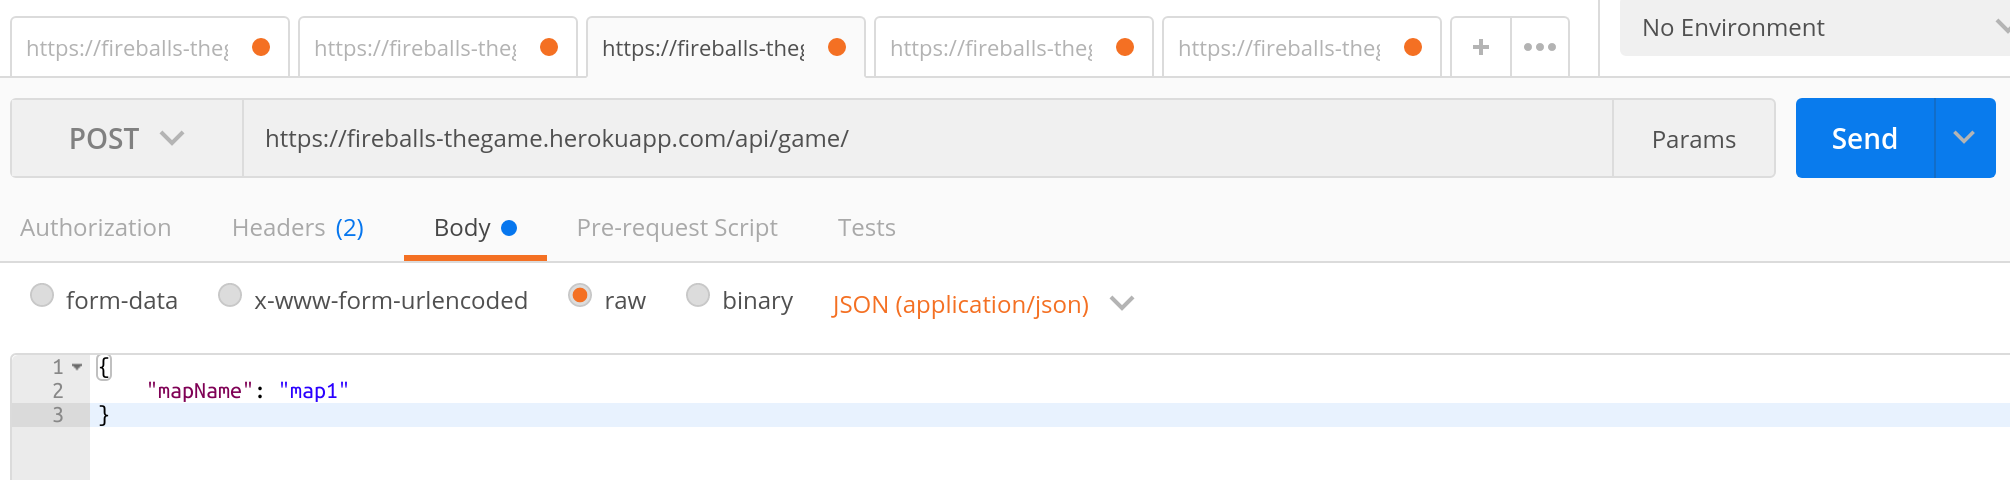 https://fireballs-theg https://fireballs-theg https://fireballs-theg https://fireballs-theg https://fireballs-theg + No Environment
POST https://fireballs-thegame.herokuapp.com/api/game/ Params Send
Authorization Headers (2) Body Pre-request Script Tests
form-data x-www-form-urlencoded raw binary JSON (application/json)
1 {
2 "mapName": "map1"
3 }